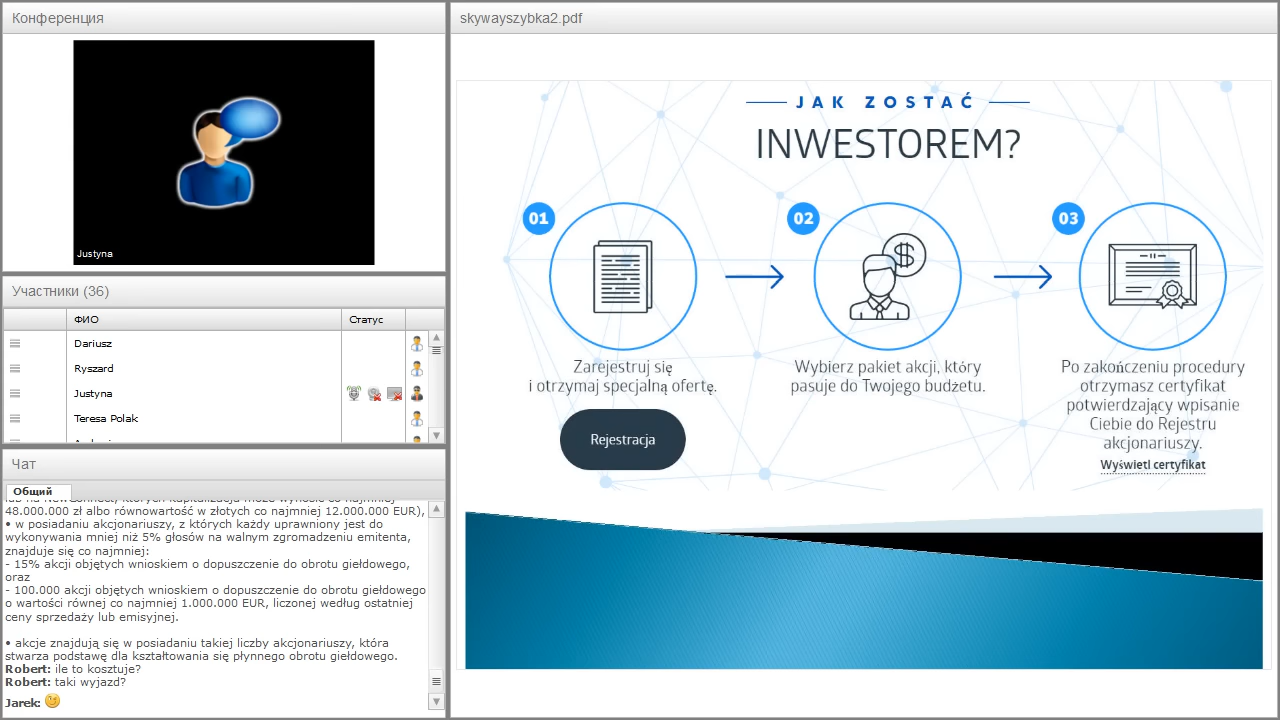 Конференция
Justyna
Участники (36)
ФИО
Статус
Dariusz
Ryszard
Justyna
Teresa Polak
Чат
Общий
48.000.000 zł albo równowartość w złotych co najmniej 12.000.000 EUR),
• w posiadaniu akcjonariuszy, z których każdy uprawniony jest do
wykonywania mniej niż 5% głosów na walnym zgromadzeniu emitenta,
znajduje się co najmniej:
- 15% akcji objętych wnioskiem o dopuszczenie do obrotu giełdowego,
oraz
- 100.000 akcji objętych wnioskiem o dopuszczenie do obrotu giełdowego
o wartości równej co najmniej 1.000.000 EUR, liczonej według ostatniej
ceny sprzedaży lub emisyjnej.
• akcje znajdują się w posiadaniu takiej liczby akcjonariuszy, która
stwarza podstawę dla kształtowania się płynnego obrotu giełdowego.
Robert: ile to kosztuje?
Robert: taki wyjazd?
Jarek:
skywayszybka2.pdf
JAK ZOSTAĆ
INWESTOREM?
01
Zarejestruj się
i otrzymaj specjalną ofertę.
Rejestracja
02
Wybierz pakiet akcji, który
pasuje do Twojego budżetu.
03
Po zakończeniu procedury
otrzymasz certyfikat
potwierdzający wpisanie
Ciebie do Rejestru
akcjonariuszy.
Wyświetl certyfikat